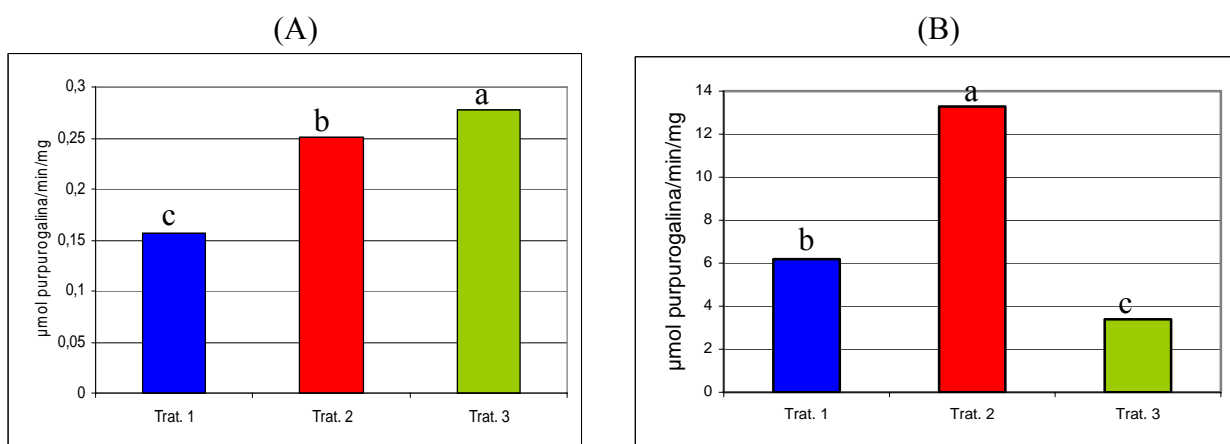 (A)
µmol purpurogalina/min/mg
0,3
0,25
0,2
0,15
0,1
0,05
0
c
b
a
Trat. 1
Trat. 2
Trat. 3
(B)
µmol purpurogalina/min/mg
14
12
10
8
6
4
2
0
b
a
c
Trat. 1
Trat. 2
Trat. 3